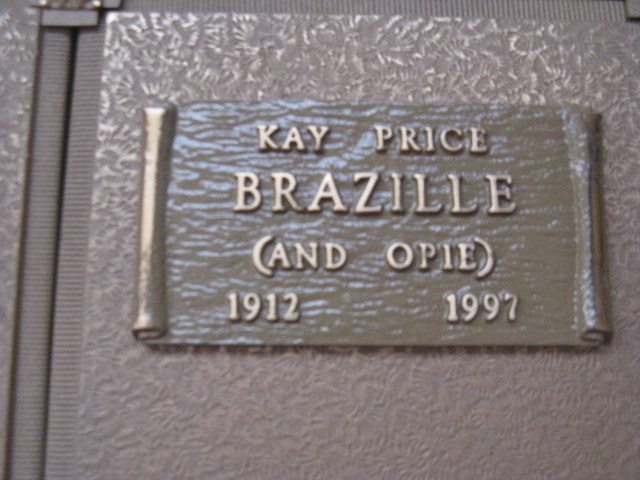 KAY PRICE
BRAZILLE
(AND OPIE)
1912 1997